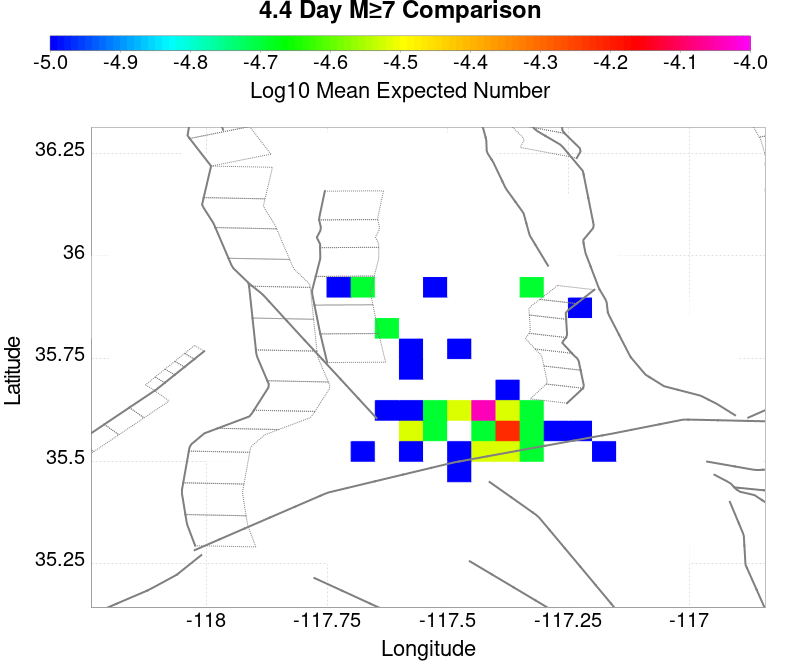 4.4 Day M≥7 Comparison
-5.0 -4.9 -4.8 -4.7 -4.6 -4.5 -4.4 -4.3 -4.2 -4.1 -4.0
Log10 Mean Expected Number
36.25
36
35.75
35.5
35.25
Latitude
-118 -117.75 -117.5 -117.25 -117
Longitude